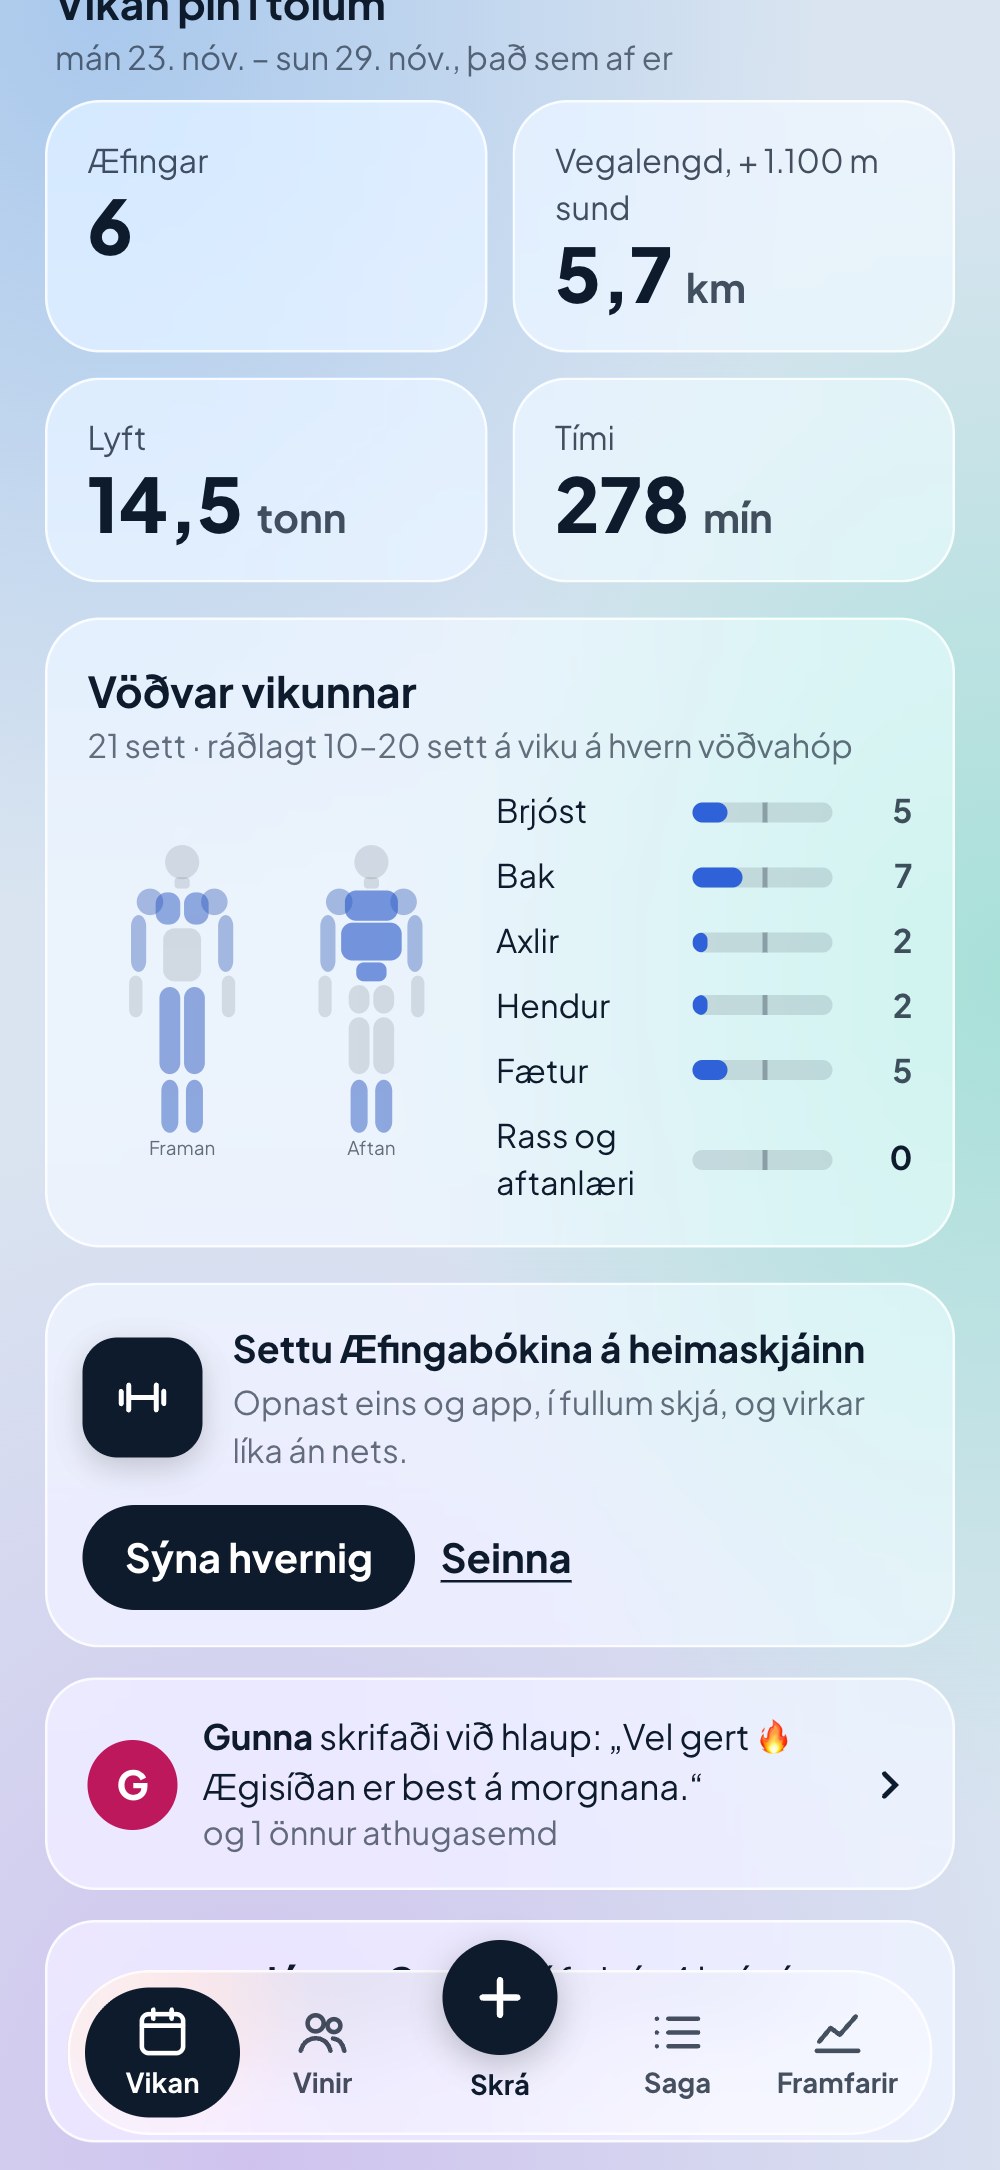 Vikan þín í tölum
mán 23. nóv. – sun 29. nóv., það sem af er
Æfingar
6
Vegalengd, + 1.100 m
sund
5,7 km
Lyft
14,5 tonn
Tími
278 mín
Vöðvar vikunnar
21 sett · ráðlagt 10–20 sett á viku á hvern vöðvahóp
Brjóst 5
Bak 7
Axlir 2
Hendur 2
Fætur 5
Rass og
aftanlæri 0
Framan
Aftan
Settu Æfingabókina á heimaskjáinn
Opnast eins og app, í fullum skjá, og virkar
líka án nets.
Sýna hvernig
Seinna
G
Gunna skrifaði við hlaup: „Vel gert 🔥
Ægisíðan er best á morgnana.“
og 1 önnur athugasemd
Vikan
Vinir
Skrá
Saga
Framfarir